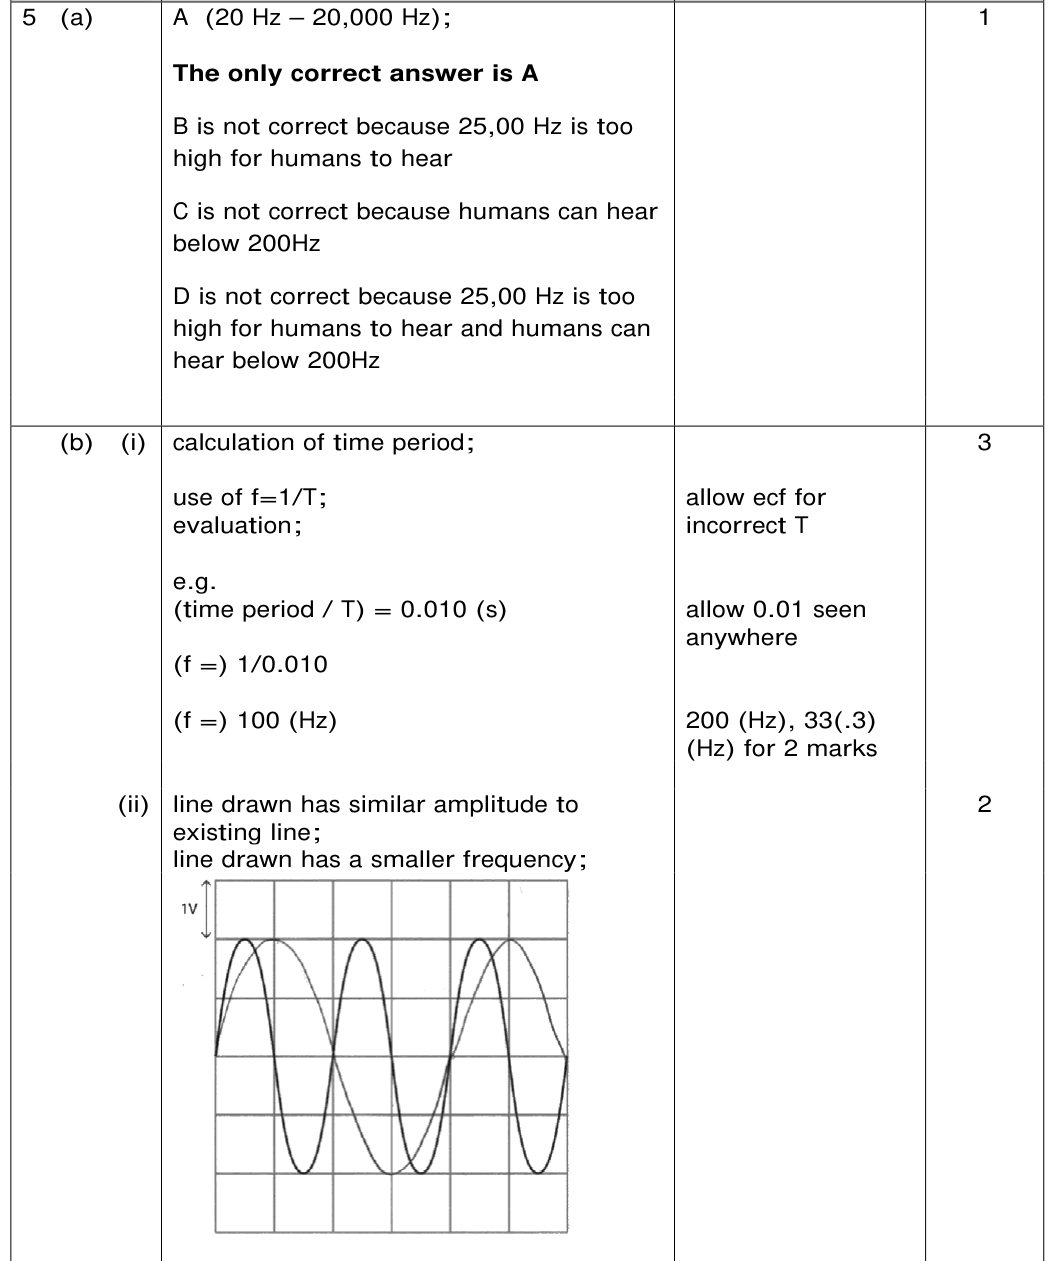 5 (a) A (20 Hz – 20,000 Hz); 1
The only correct answer is A
B is not correct because 25,00 Hz is too
high for humans to hear
C is not correct because humans can hear
below 200Hz
D is not correct because 25,00 Hz is too
high for humans to hear and humans can
hear below 200Hz
(b) (i) calculation of time period; 3
use of f=1/T; allow ecf for
evaluation; incorrect T
e.g.
(time period / T) = 0.010 (s) allow 0.01 seen
anywhere
(f =) 1/0.010
(f =) 100 (Hz) 200 (Hz), 33(.3)
(Hz) for 2 marks
(ii) line drawn has similar amplitude to 2
existing line;
line drawn has a smaller frequency;
1V